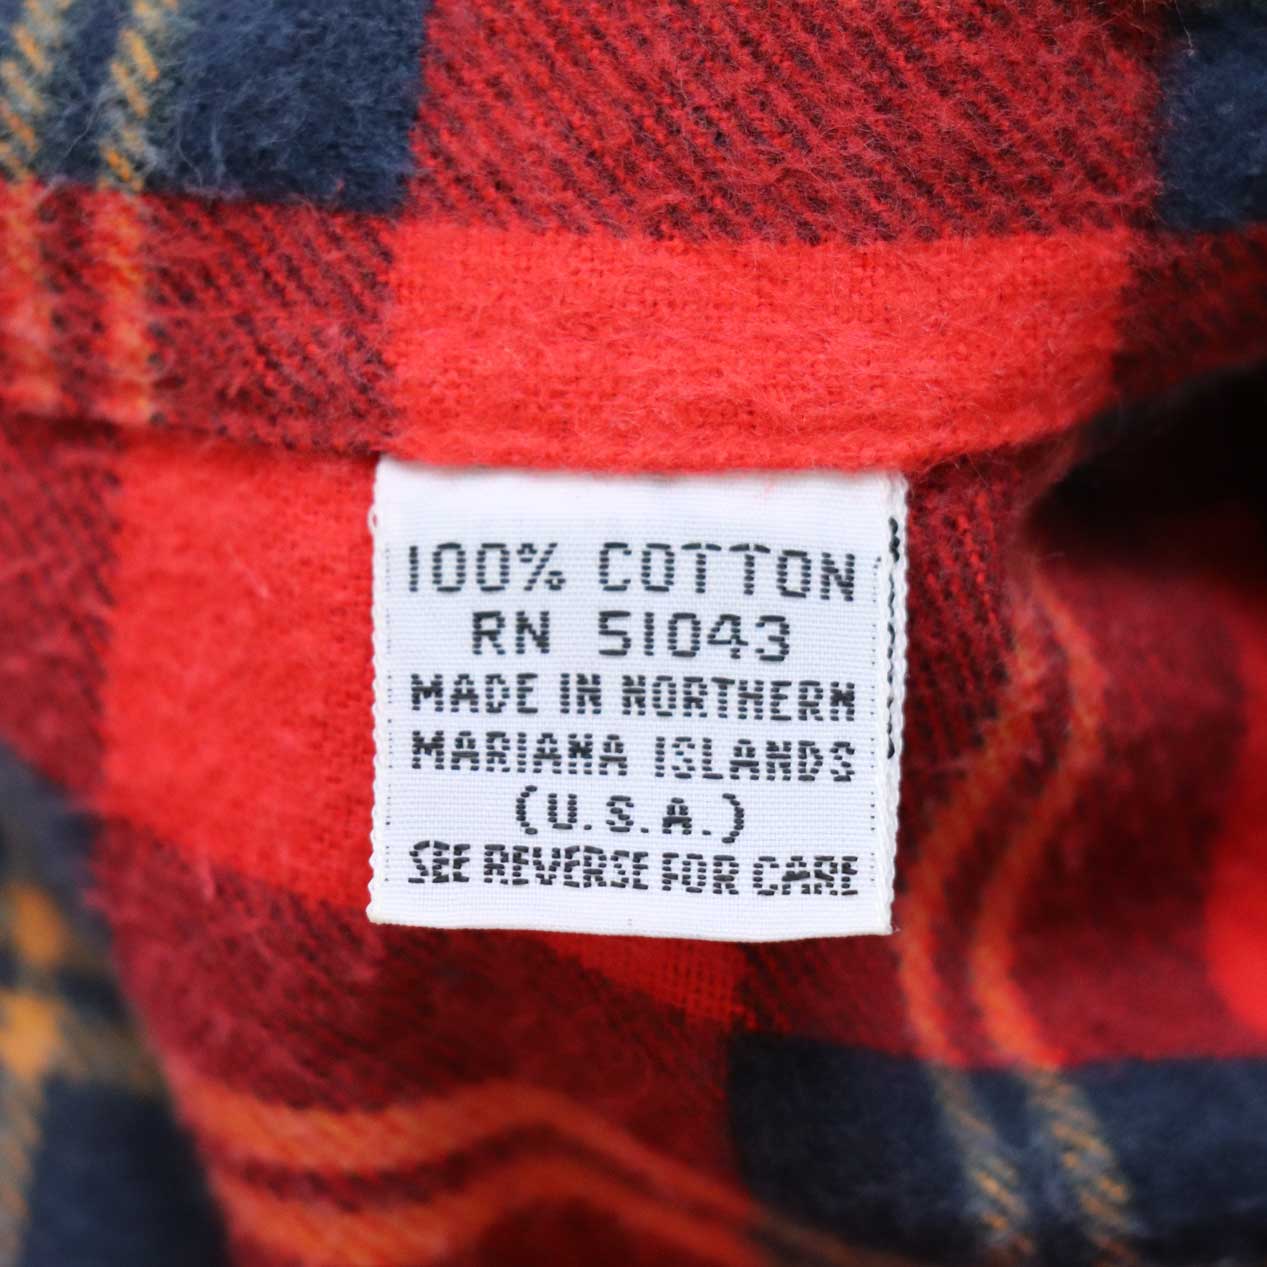 100% COTTON
RN 51043
MADE IN NORTHERN
MARIANA ISLANDS
(U.S.A.)
SEE REVERSE FOR CARE